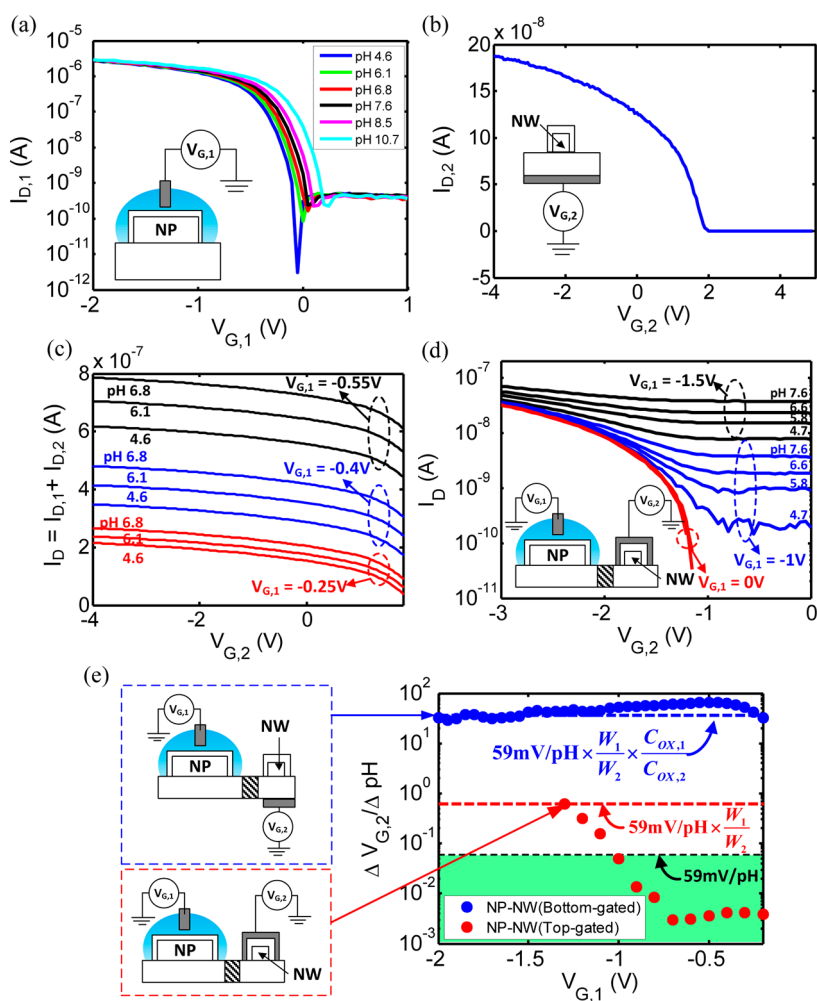 (a)
10^-5
10^-6
10^-7
10^-8
10^-9
10^-10
10^-11
10^-12
I_D,1 (A)
pH 4.6
pH 6.1
pH 6.8
pH 7.6
pH 8.5
pH 10.7
V_G,1
NP
-2
-1
0
1
V_G,1 (V)
(b)
x 10^-8
20
15
10
5
0
-5
I_D,2 (A)
NW
V_G,2
-4
-2
0
2
4
V_G,2 (V)
(c)
x 10^-7
8
6
4
2
0
I_D = I_D,1 + I_D,2 (A)
pH 6.8
6.1
4.6
V_G,1 = -0.55V
pH 6.8
6.1
4.6
V_G,1 = -0.4V
pH 6.8
6.1
4.6
V_G,1 = -0.25V
-4
-2
0
V_G,2 (V)
(d)
10^-7
10^-8
10^-9
10^-10
10^-11
I_D (A)
V_G,1 = -1.5V
pH 7.6
6.6
5.8
4.7
pH 7.6
6.6
5.8
4.7
V_G,1 = -1V
V_G,1 = 0V
V_G,1
NP
V_G,2
NW
-3
-2
-1
0
V_G,2 (V)
(e)
V_G,1
NP
NW
V_G,2
V_G,1
NP
V_G,2
NW
10^2
10^1
10^0
10^-1
10^-2
10^-3
Δ V_G,2/Δ pH
59mV/pH × W_1/W_2 × C_OX,1/C_OX,2
59mV/pH × W_1/W_2
59mV/pH
NP-NW(Bottom-gated)
NP-NW(Top-gated)
-2
-1.5
-1
-0.5
V_G,1 (V)